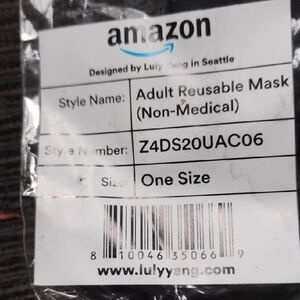 amazon
Designed by Luly Yang in Seattle
Style Name: Adult Reusable Mask
(Non-Medical)
Style Number: Z4DS20UAC06
Size: One Size
8 10046 35066 9
www.lulyyang.com